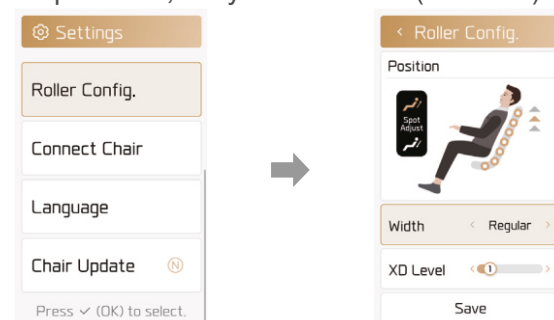 Settings
Roller Config.
Connect Chair
Language
Chair Update N
Press ✓ (OK) to select.
< Roller Config.
Position
Spot
Adjust
Width < Regular >
XD Level < 1 >
Save